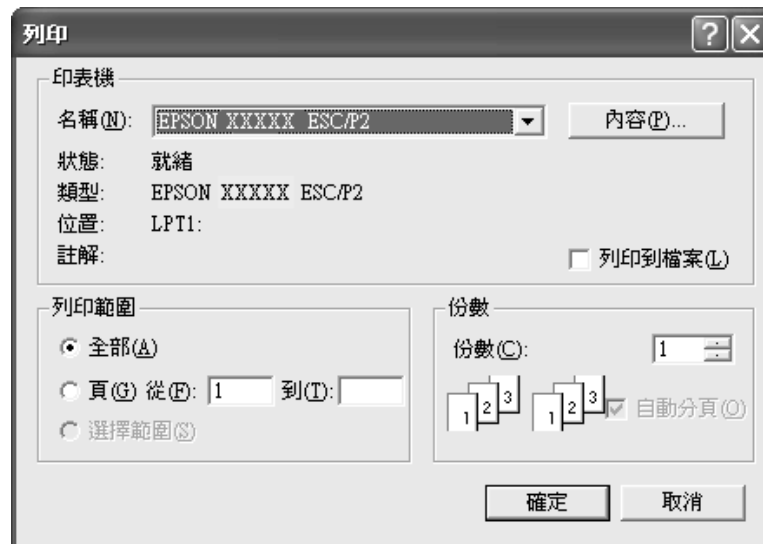 列印
印表機
名稱(N): EPSON XXXXX ESC/P2 內容(P)...
狀態: 就緒
類型: EPSON XXXXX ESC/P2
位置: LPT1:
註解: 列印到檔案(L)
列印範圍
全部(A)
頁(G) 從(F): 1 到(T):
選擇範圍(S)
份數
份數(C): 1
1 2 3 1 2 3 自動分頁(O)
確定 取消